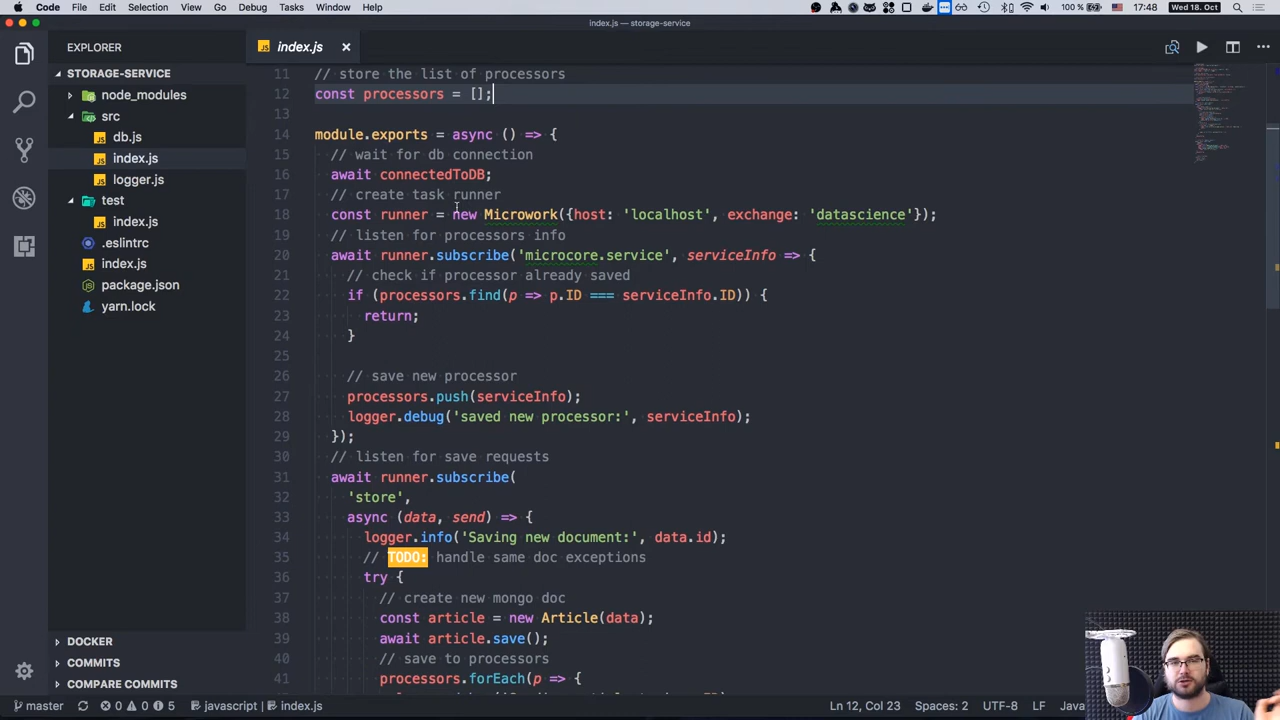 Code File Edit Selection View Go Debug Tasks Window Help 100 % 17:48 Wed 18. Oct
index.js — storage-service
EXPLORER
JS index.js
STORAGE-SERVICE
node_modules
src
JS db.js
JS index.js
JS logger.js
test
JS index.js
.eslintrc
JS index.js
package.json
yarn.lock
DOCKER
COMMITS
COMPARE COMMITS
11 // store the list of processors
12 const processors = [];
13
14 module.exports = async () => {
15 // wait for db connection
16 await connectedToDB;
17 // create task runner
18 const runner = new Microwork({host: 'localhost', exchange: 'datascience'});
19 // listen for processors info
20 await runner.subscribe('microcore.service', serviceInfo => {
21 // check if processor already saved
22 if (processors.find(p => p.ID === serviceInfo.ID)) {
23 return;
24 }
25
26 // save new processor
27 processors.push(serviceInfo);
28 logger.debug('saved new processor:', serviceInfo);
29 });
30 // listen for save requests
31 await runner.subscribe(
32 'store',
33 async (data, send) => {
34 logger.info('Saving new document:', data.id);
35 // TODO: handle same doc exceptions
36 try {
37 // create new mongo doc
38 const article = new Article(data);
39 await article.save();
40 // save to processors
41 processors.forEach(p => {
master 0 0 5 javascript index.js Ln 12, Col 23 Spaces: 2 UTF-8 LF